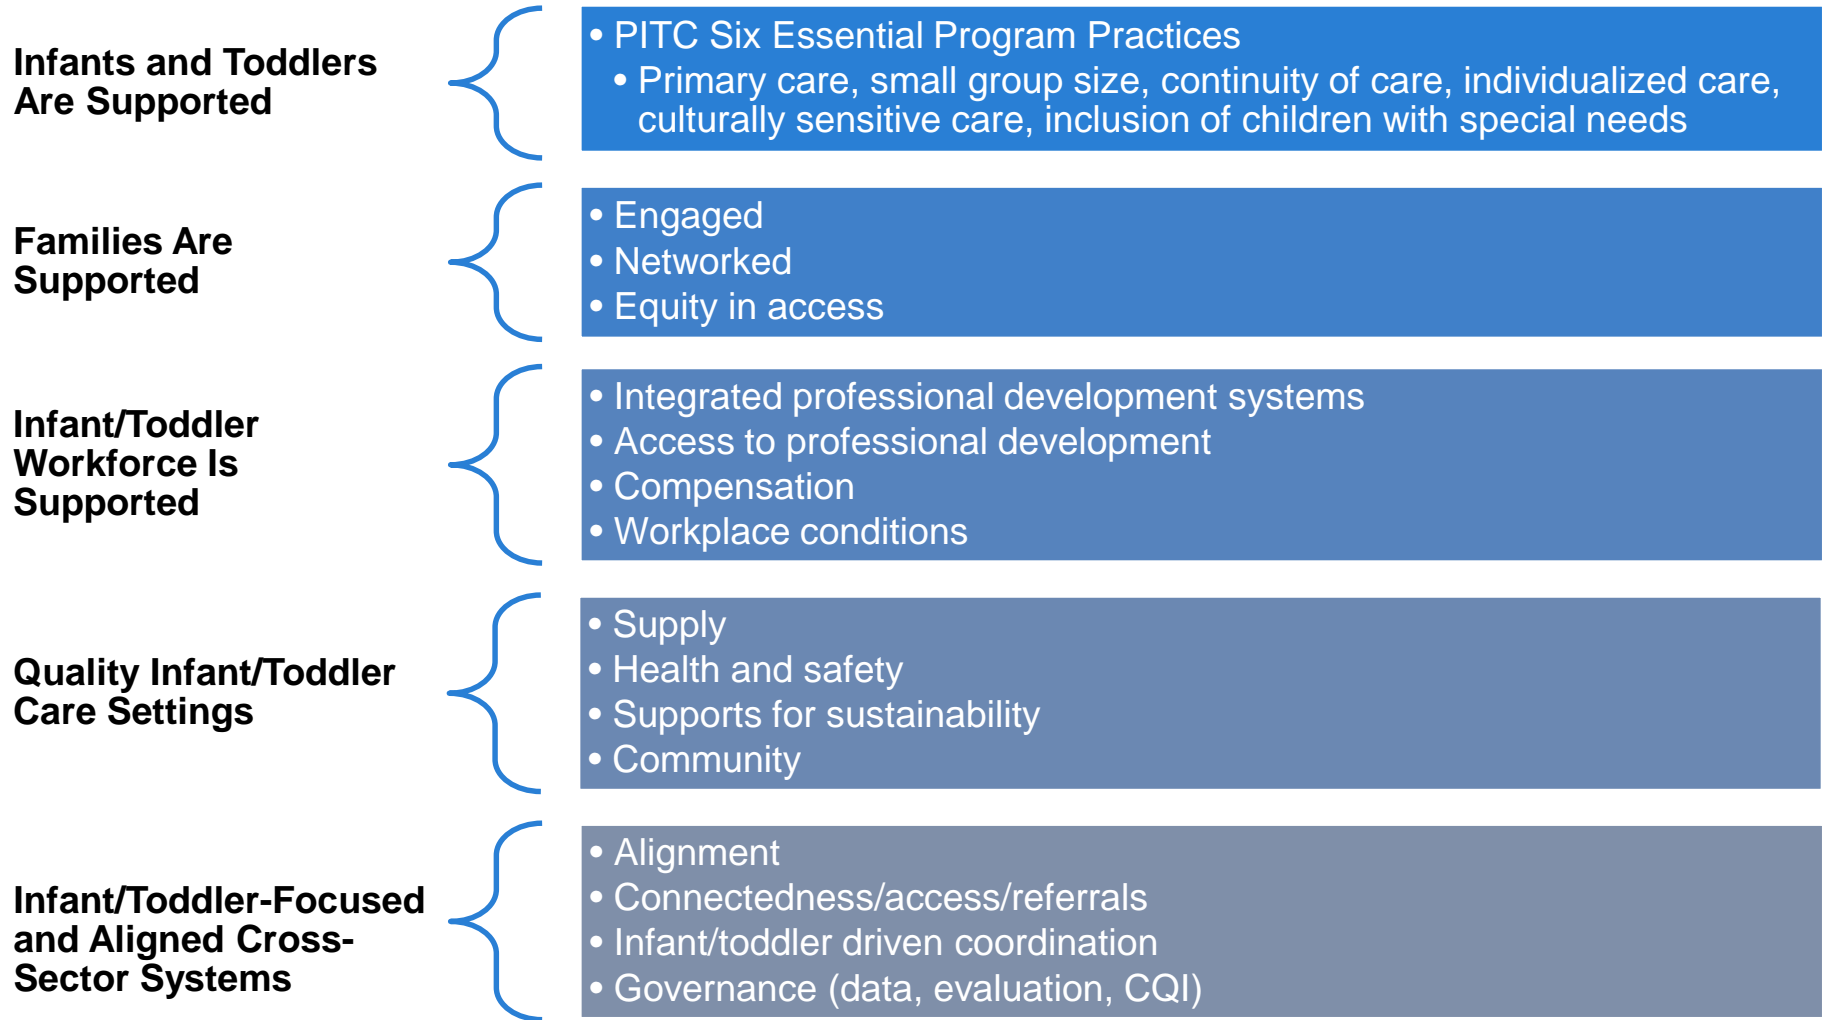 Infants and Toddlers
Are Supported
• PITC Six Essential Program Practices
• Primary care, small group size, continuity of care, individualized care,
culturally sensitive care, inclusion of children with special needs
Families Are
Supported
• Engaged
• Networked
• Equity in access
Infant/Toddler
Workforce Is
Supported
• Integrated professional development systems
• Access to professional development
• Compensation
• Workplace conditions
Quality Infant/Toddler
Care Settings
• Supply
• Health and safety
• Supports for sustainability
• Community
Infant/Toddler-Focused
and Aligned Cross-
Sector Systems
• Alignment
• Connectedness/access/referrals
• Infant/toddler driven coordination
• Governance (data, evaluation, CQI)